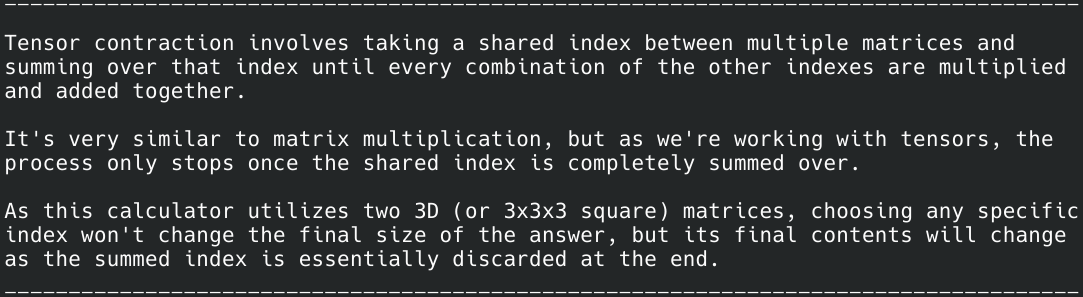 Tensor contraction involves taking a shared index between multiple matrices and
summing over that index until every combination of the other indexes are multiplied
and added together.
It's very similar to matrix multiplication, but as we're working with tensors, the
process only stops once the shared index is completely summed over.
As this calculator utilizes two 3D (or 3x3x3 square) matrices, choosing any specific
index won't change the final size of the answer, but its final contents will change
as the summed index is essentially discarded at the end.